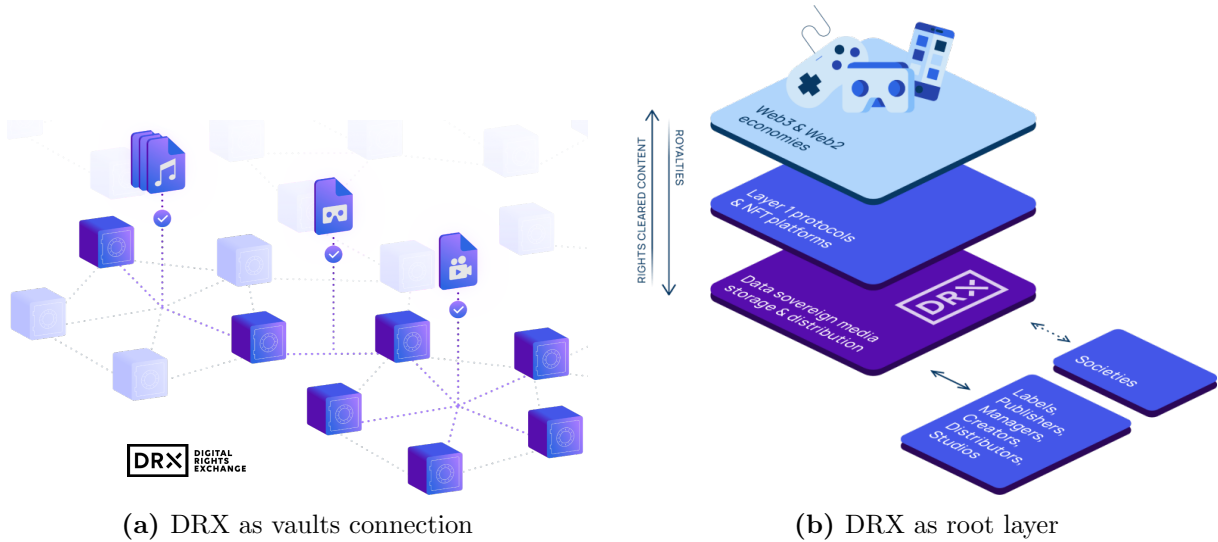 DRX
DIGITAL
RIGHTS
EXCHANGE
(a) DRX as vaults connection
RIGHTS CLEARED CONTENT
ROYALTIES
Web3 & Web2
economies
Layer 1 protocols
& NFT platforms
Data sovereign media
storage & distribution
DRX
Societies
Labels,
Publishers,
Managers,
Creators,
Distributors,
Studios
(b) DRX as root layer